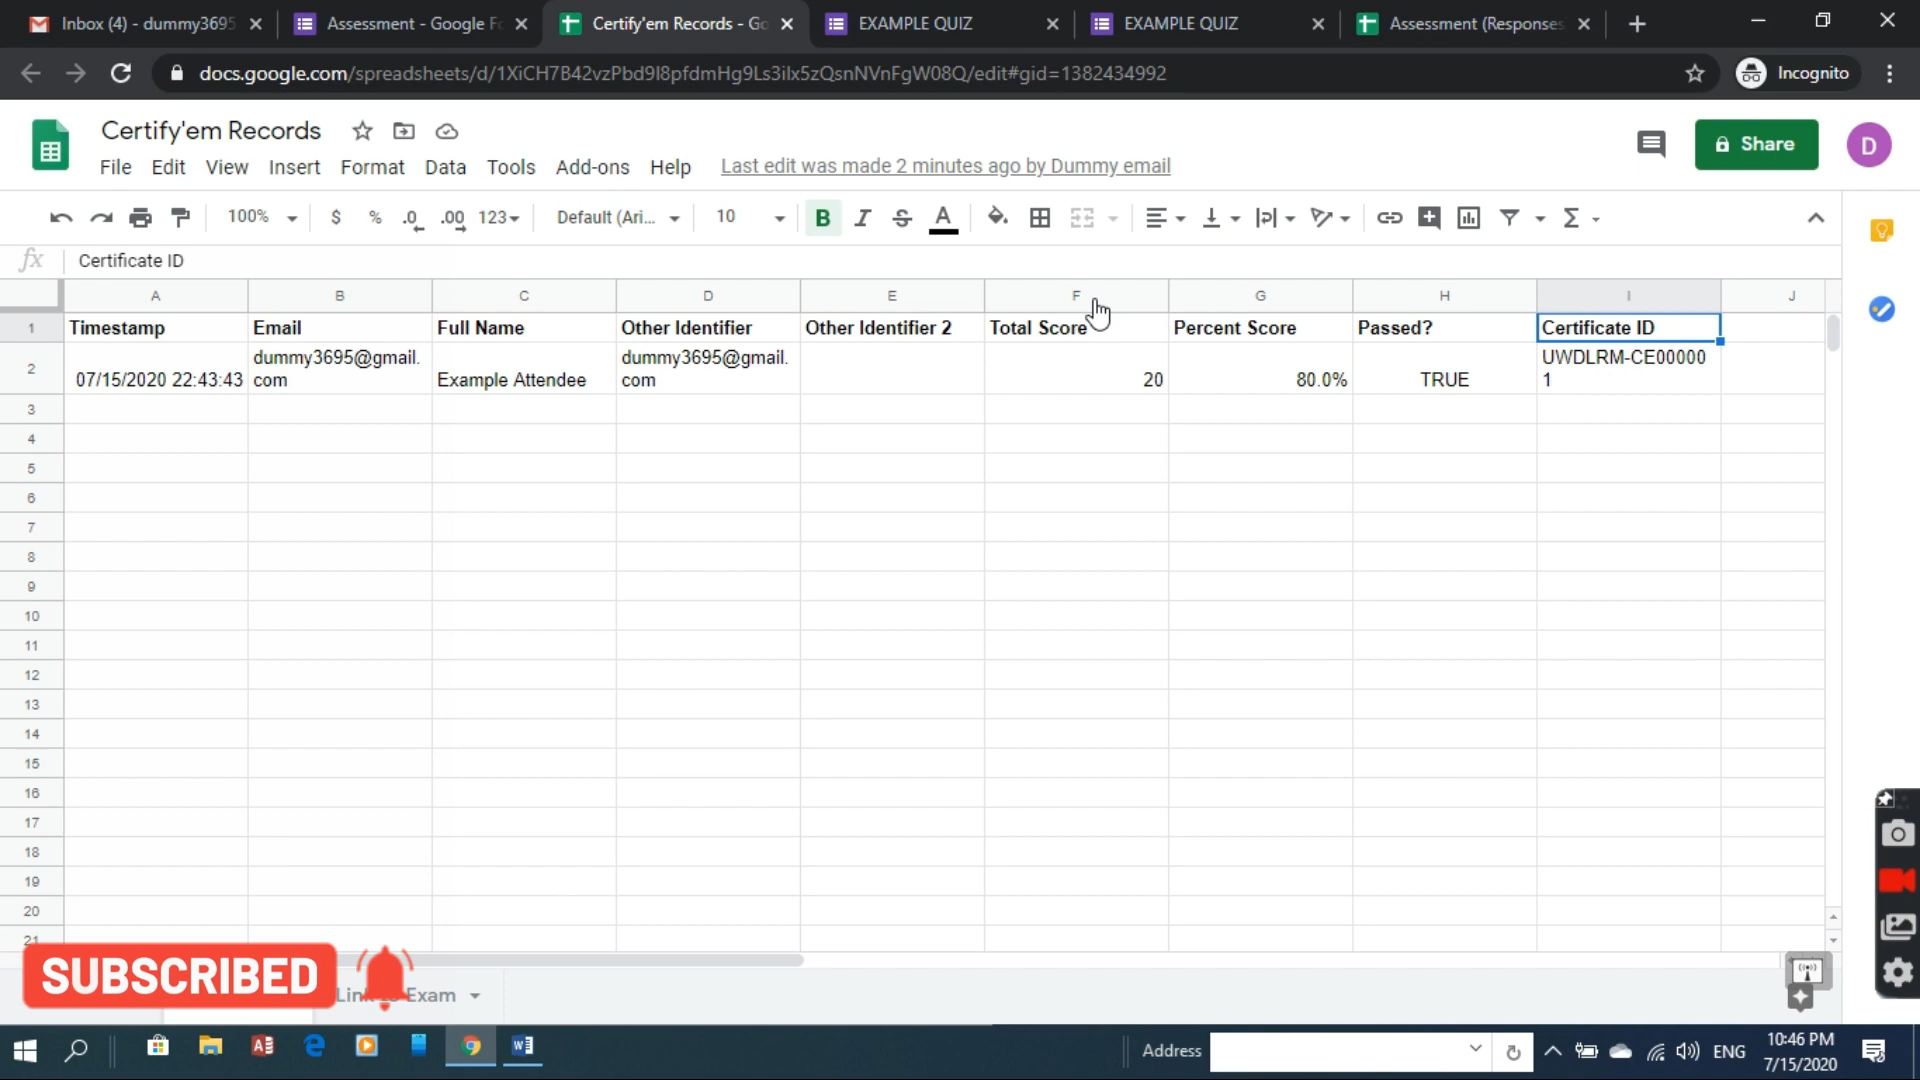 Inbox (4) - dummy3695
Assessment - Google Fo
Certify'em Records - Go
EXAMPLE QUIZ
EXAMPLE QUIZ
Assessment (Responses
docs.google.com/spreadsheets/d/1XiCH7B42vzPbd9I8pfdmHg9Ls3ilx5zQsnNVnFgW08Q/edit#gid=1382434992
Incognito
Certify'em Records
File Edit View Insert Format Data Tools Add-ons Help Last edit was made 2 minutes ago by Dummy email
Share
D
100% $ % .0 .00 123 Default (Ari... 10 B I S A
fx Certificate ID
A B C D E F G H I J
1 Timestamp Email Full Name Other Identifier Other Identifier 2 Total Score Percent Score Passed? Certificate ID
2 07/15/2020 22:43:43 dummy3695@gmail.com Example Attendee dummy3695@gmail.com 20 80.0% TRUE UWDLRM-CE000001
3
4
5
6
7
8
9
10
11
12
13
14
15
16
17
18
19
20
21
SUBSCRIBED
Exam
Address
ENG
10:46 PM
7/15/2020